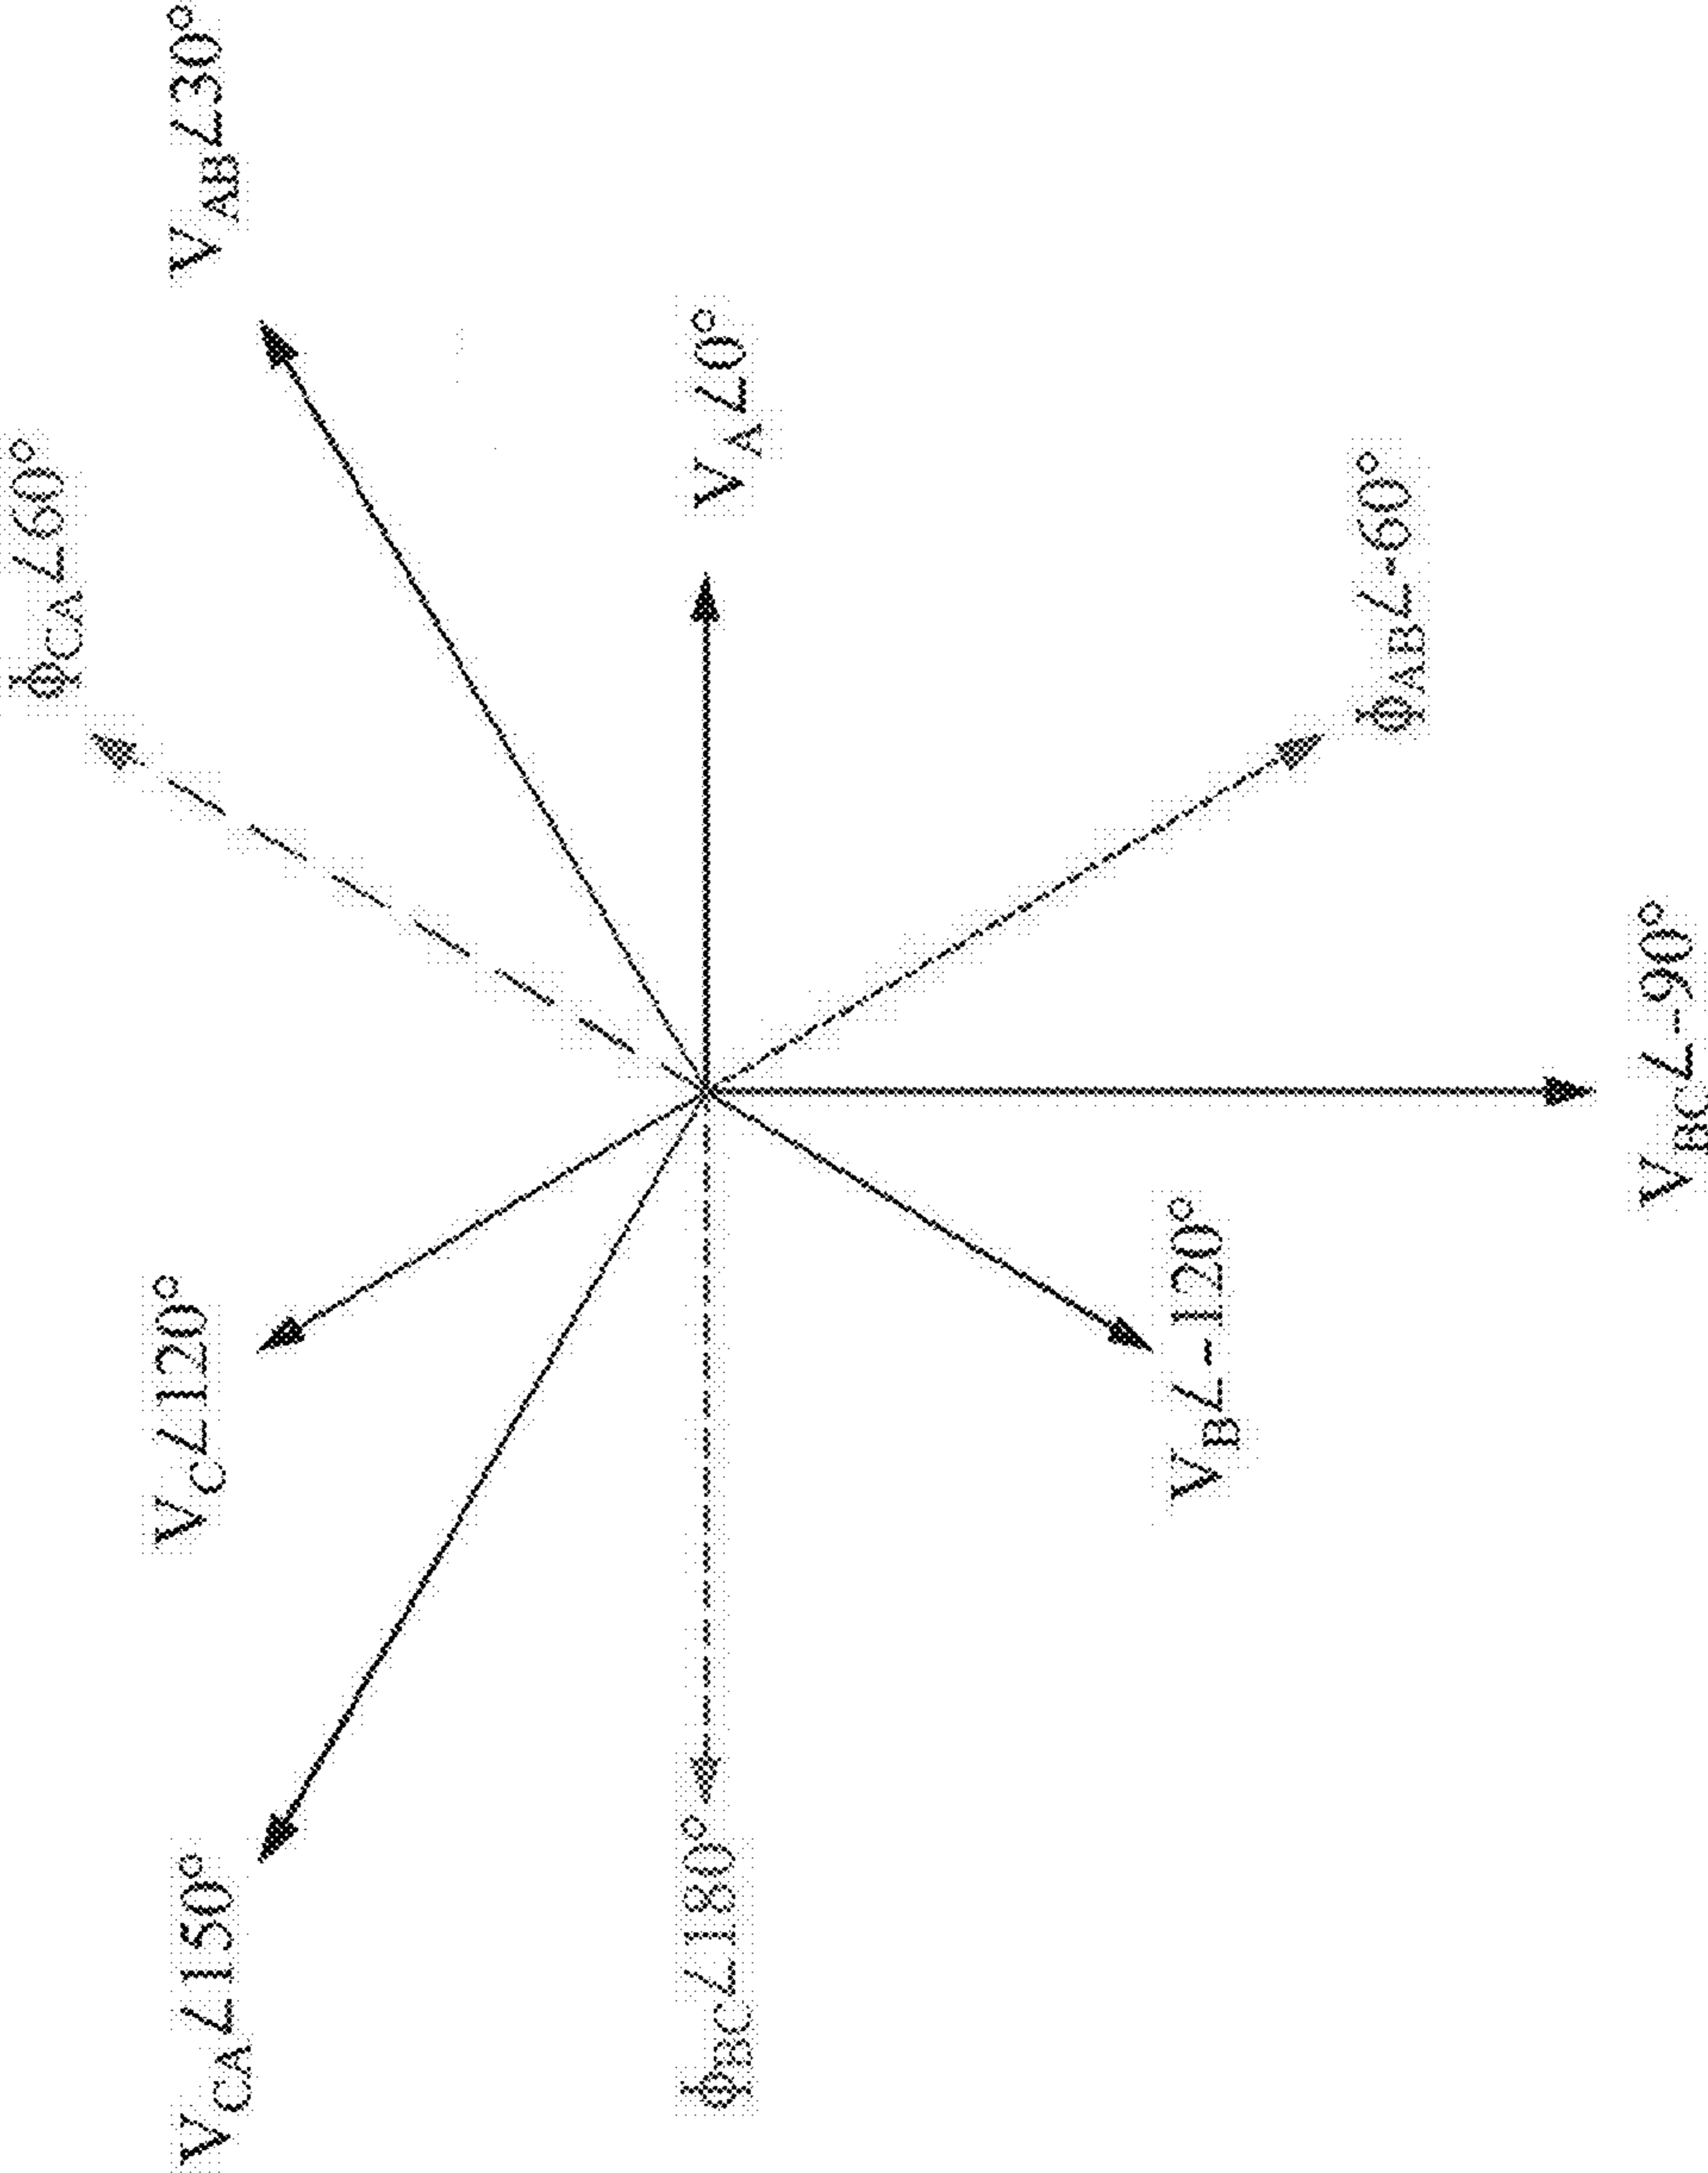 V_CA∠150°
V_C∠120°
ϕ_CA∠60°
V_AB∠30°
ϕ_BC∠180°
V_A∠0°
V_B∠-120°
ϕ_AB∠-60°
V_BC∠-90°